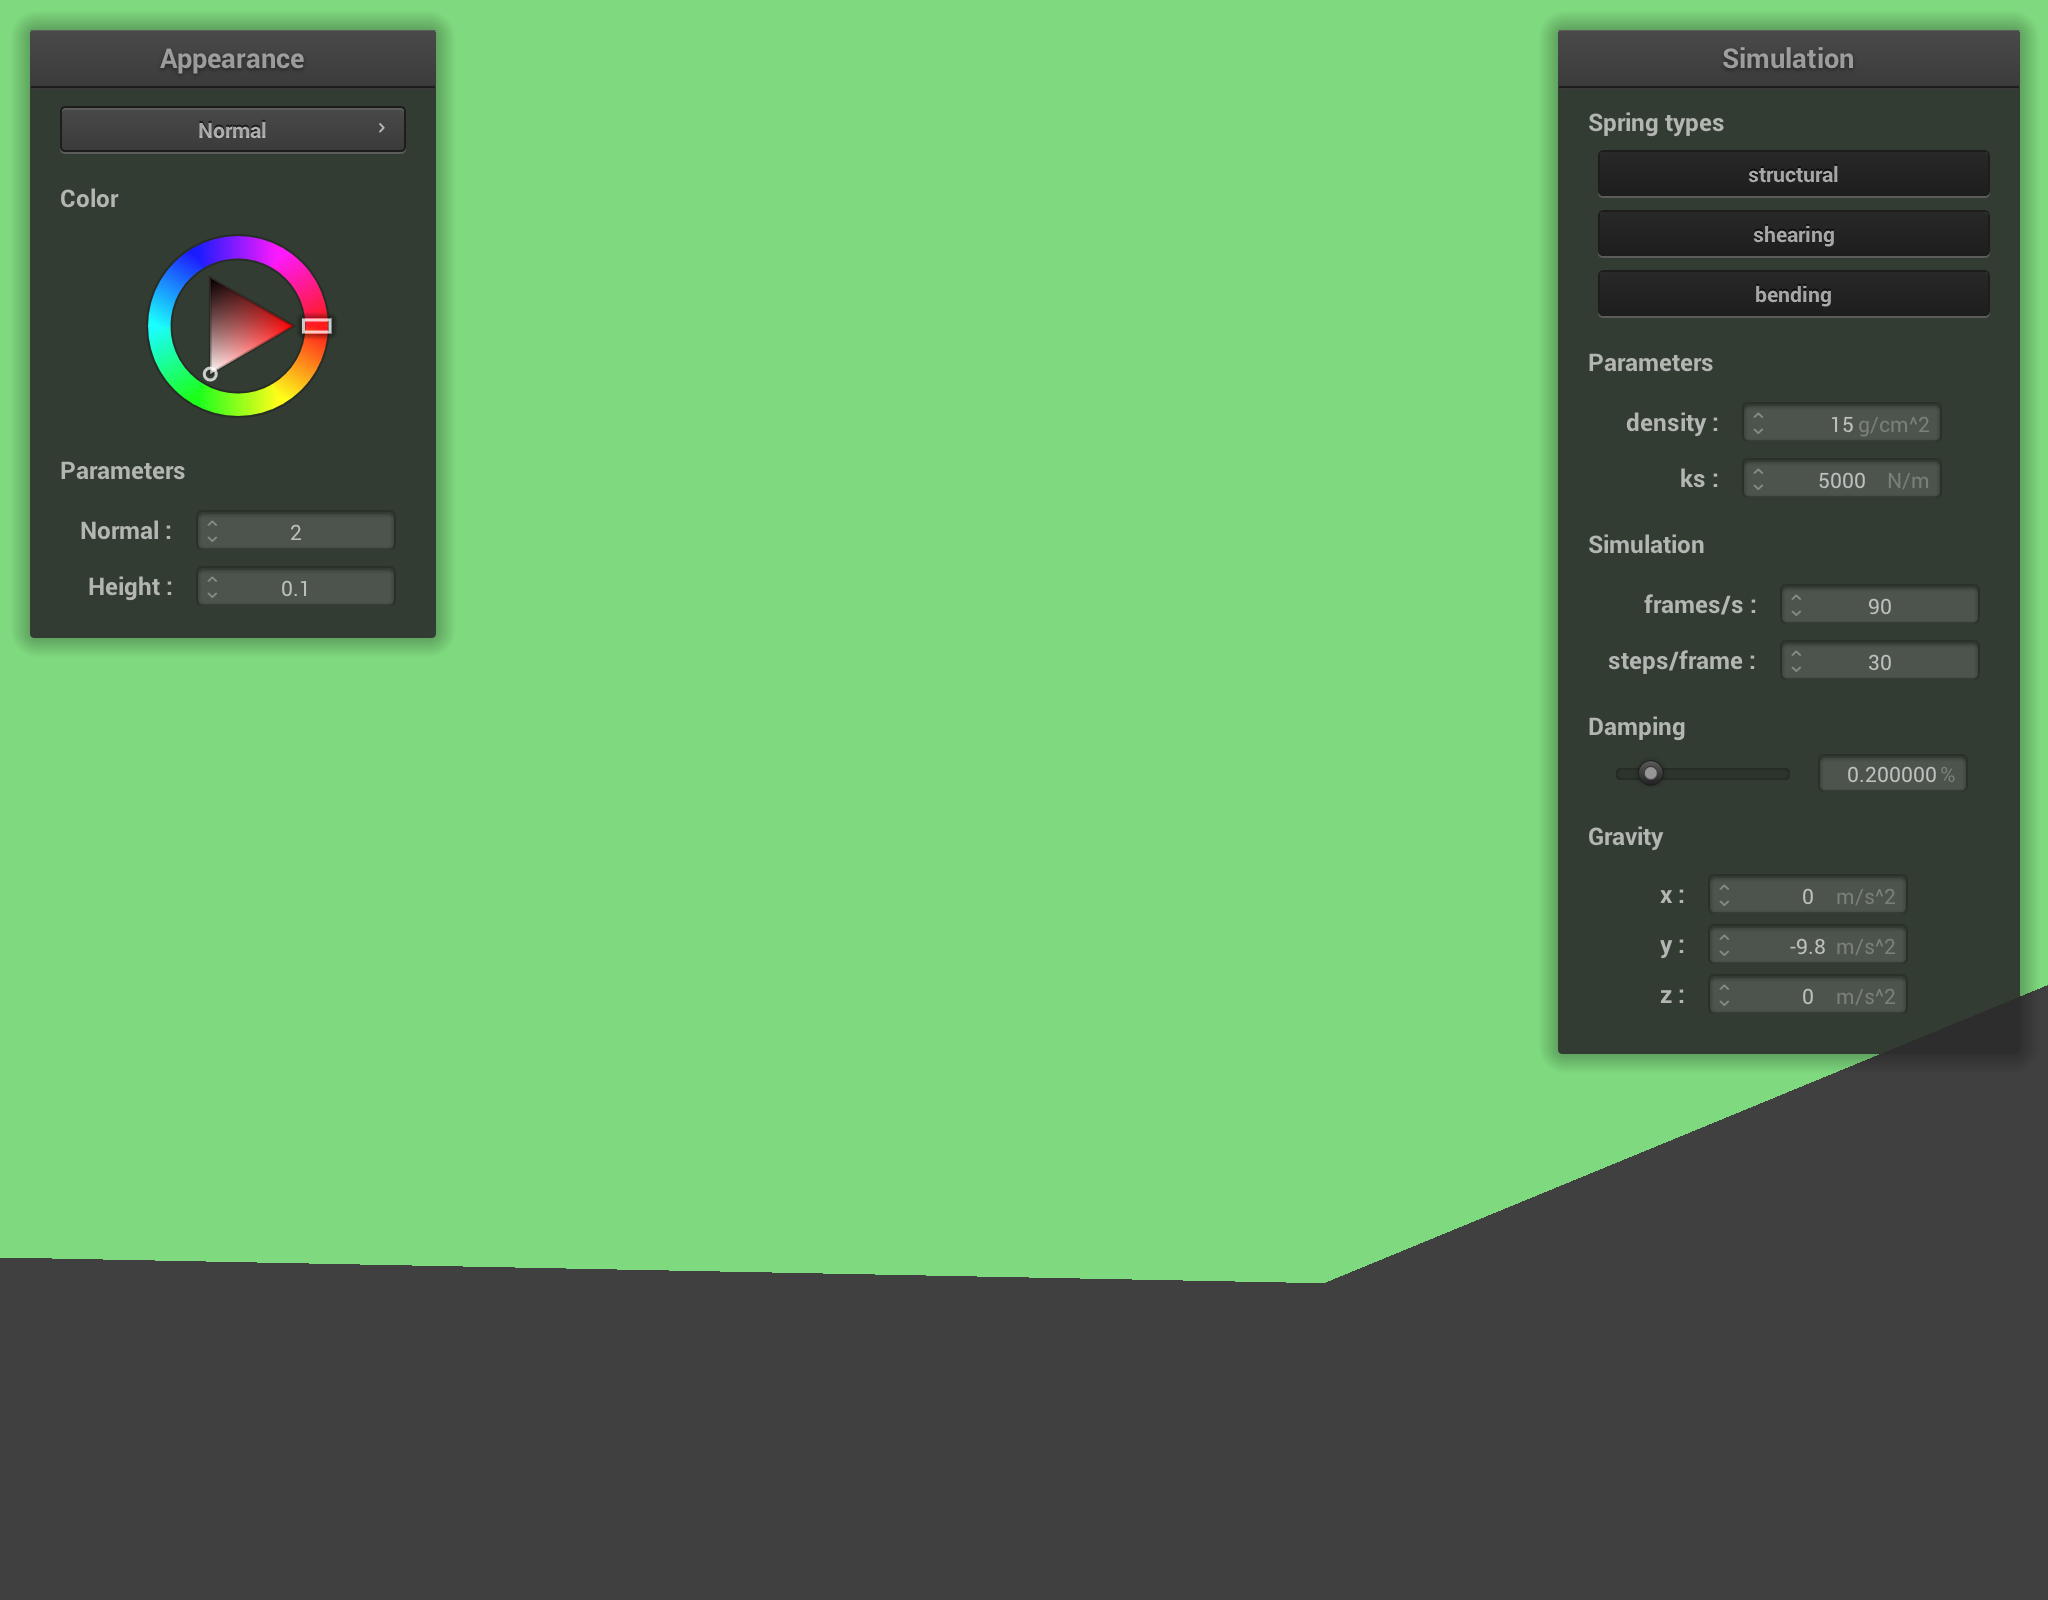 Appearance
Normal
Color
Parameters
Normal : 2
Height : 0.1
Simulation
Spring types
structural
shearing
bending
Parameters
density : 15 g/cm^2
ks : 5000 N/m
Simulation
frames/s : 90
steps/frame : 30
Damping
0.200000 %
Gravity
x : 0 m/s^2
y : -9.8 m/s^2
z : 0 m/s^2